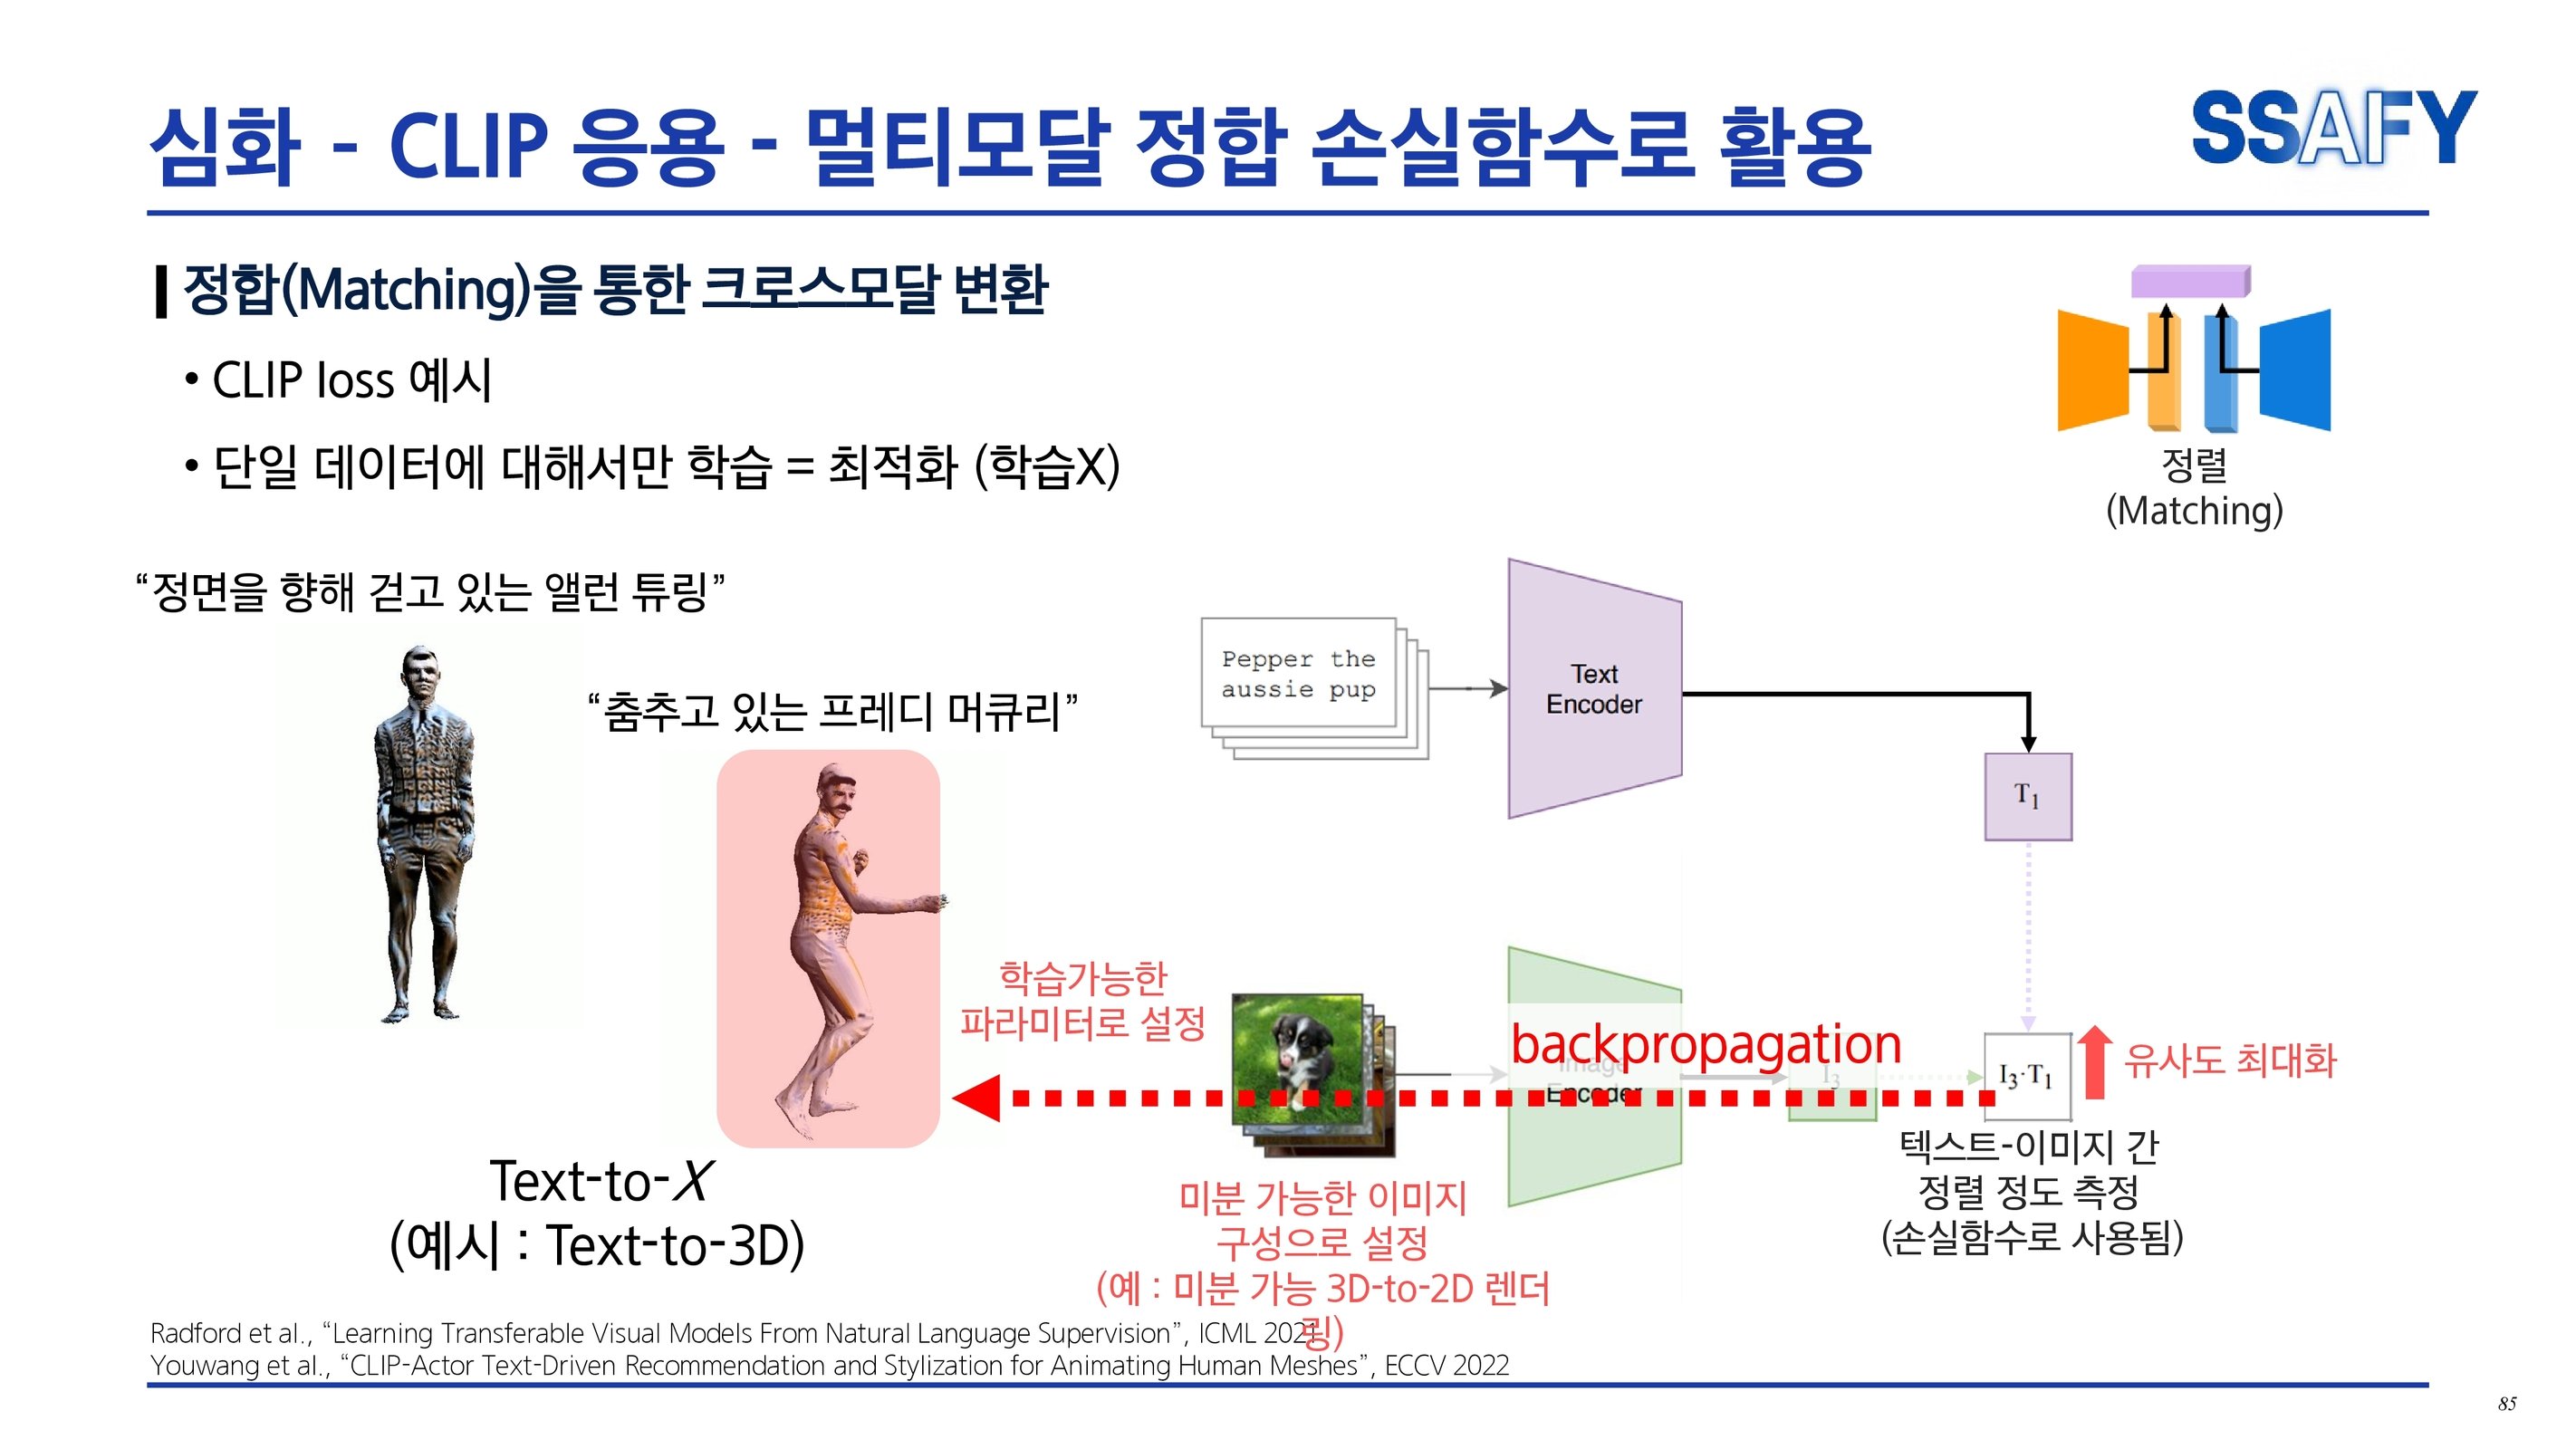 심화 - CLIP 응용 - 멀티모달 정합 손실함수로 활용
SSAFY
정합(Matching)을 통한 크로스모달 변환
• CLIP loss 예시
• 단일 데이터에 대해서만 학습 = 최적화 (학습X)
정렬
(Matching)
“정면을 향해 걷고 있는 앨런 튜링”
“춤추고 있는 프레디 머큐리”
Text-to-X
(예시 : Text-to-3D)
Pepper the
aussie pup
Text
Encoder
T1
학습가능한
파라미터로 설정
backpropagation
Image
Encoder
I3
I3·T1
유사도 최대화
텍스트-이미지 간
정렬 정도 측정
(손실함수로 사용됨)
미분 가능한 이미지
구성으로 설정
(예 : 미분 가능 3D-to-2D 렌더
링)
Radford et al., “Learning Transferable Visual Models From Natural Language Supervision”, ICML 2021
Youwang et al., “CLIP-Actor Text-Driven Recommendation and Stylization for Animating Human Meshes”, ECCV 2022
85